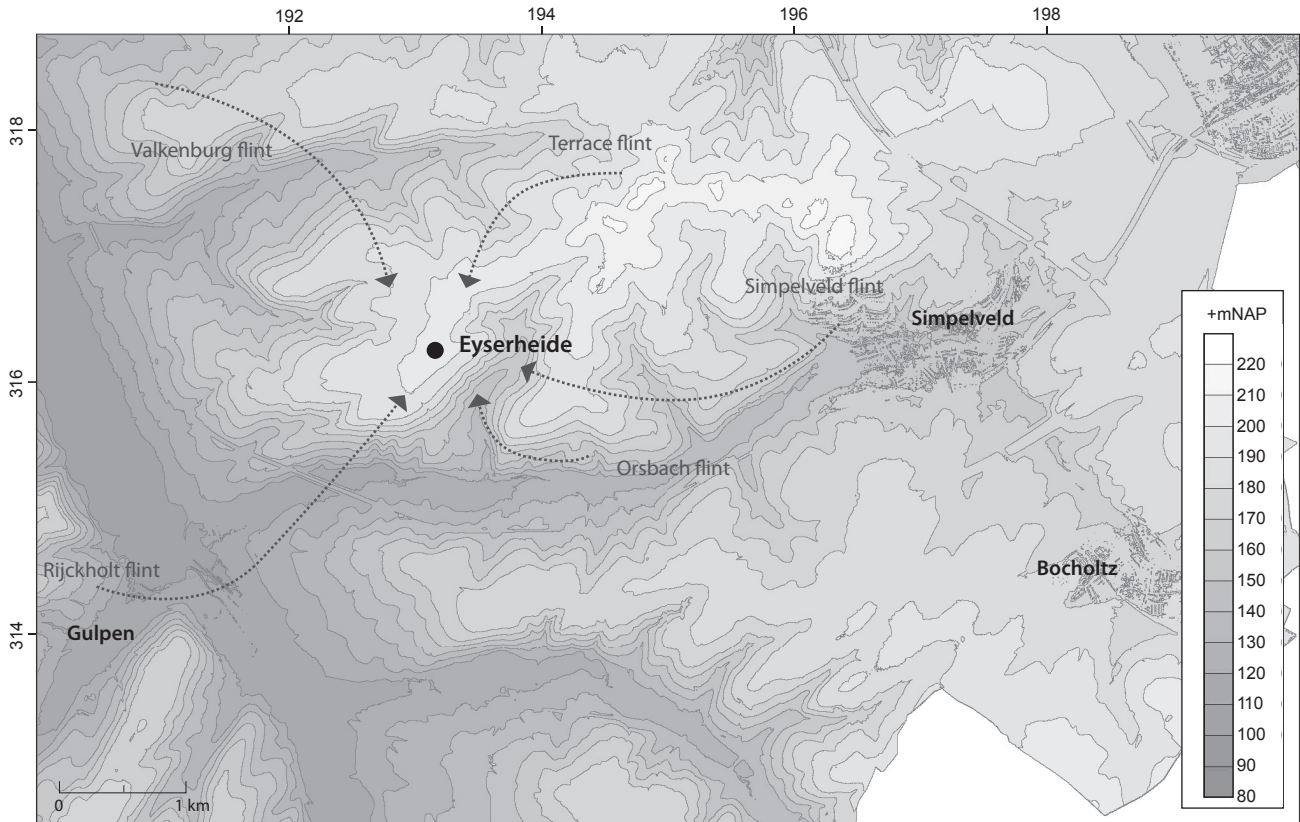 192 194 196 198
318
Valkenburg flint
Terrace flint
Simpelveld flint
Simpelveld
Eyserheide
316
Orsbach flint
Rijckholt flint
Gulpen
314
Bocholtz
0 1 km
+mNAP
220
210
200
190
180
170
160
150
140
130
120
110
100
90
80